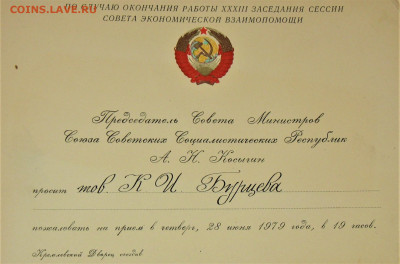 COINS.LAVE.RU
ПО СЛУЧАЮ ОКОНЧАНИЯ РАБОТЫ XXXIII ЗАСЕДАНИЯ СЕССИИ
СОВЕТА ЭКОНОМИЧЕСКОЙ ВЗАИМОПОМОЩИ
Председатель Совета Министров
Союза Советских Социалистических Республик
А. Н. Косыгин
просит тов. К И Бурцева
пожаловать на прием в четверг, 28 июня 1979 года, в 19 часов.
Кремлевский Дворец съездов